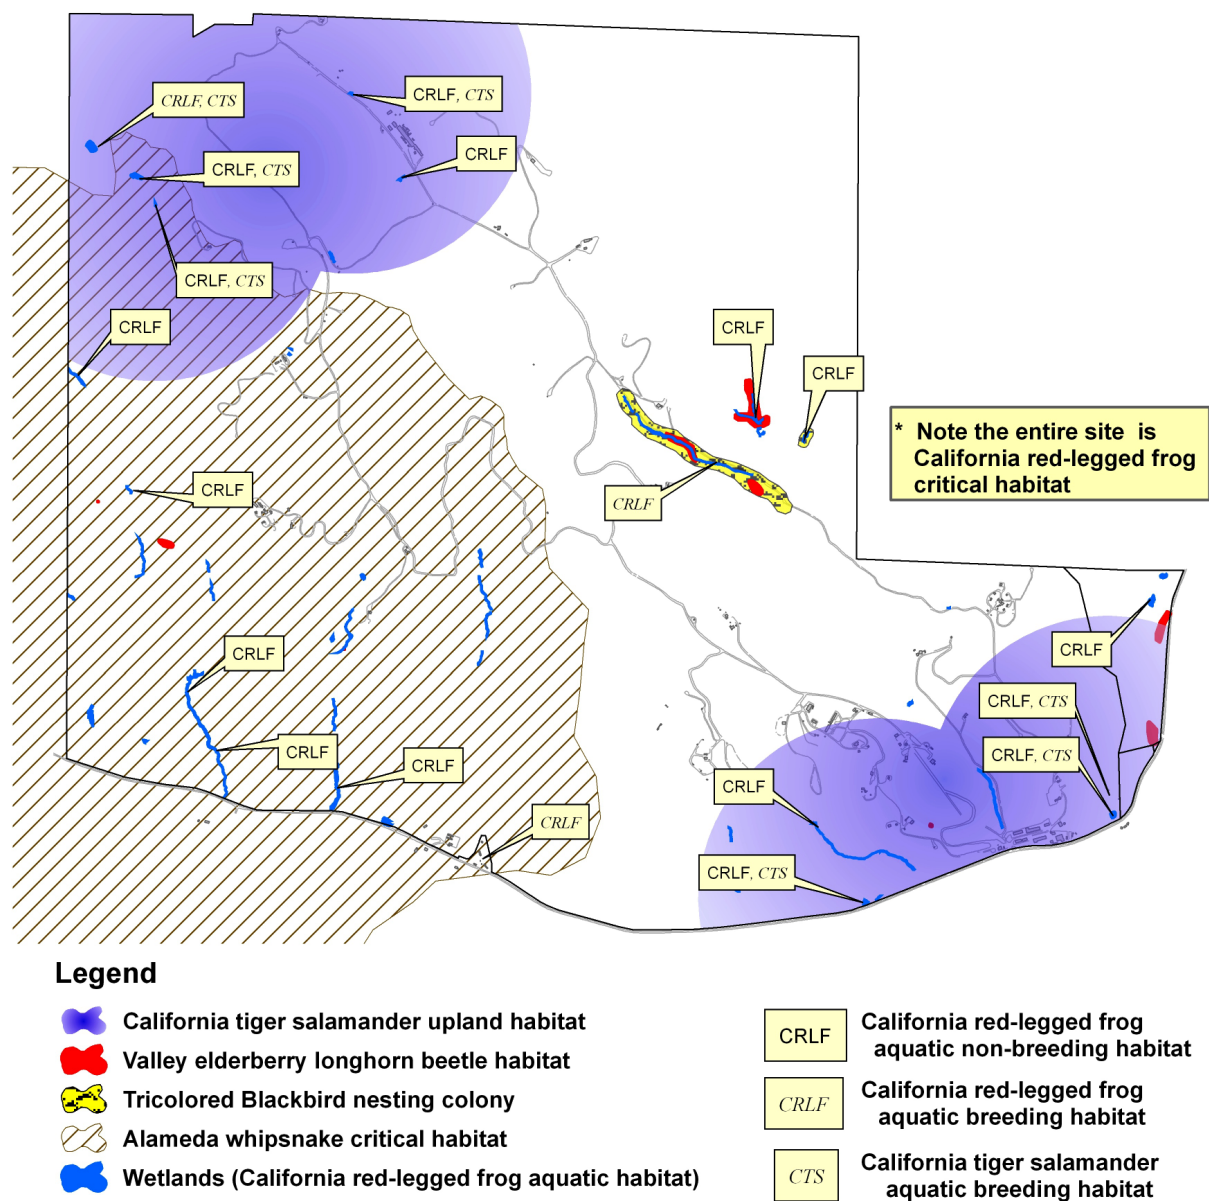 CRLF, CTS
CRLF, CTS
CRLF
CRLF, CTS
CRLF, CTS
CRLF
CRLF
CRLF
* Note the entire site is
California red-legged frog
critical habitat
CRLF
CRLF
CRLF
CRLF
CRLF, CTS
CRLF
CRLF, CTS
CRLF
CRLF
CRLF
CRLF, CTS
Legend
California tiger salamander upland habitat
Valley elderberry longhorn beetle habitat
Tricolored Blackbird nesting colony
Alameda whipsnake critical habitat
Wetlands (California red-legged frog aquatic habitat)
CRLF
California red-legged frog
aquatic non-breeding habitat
CRLF
California red-legged frog
aquatic breeding habitat
CTS
California tiger salamander
aquatic breeding habitat